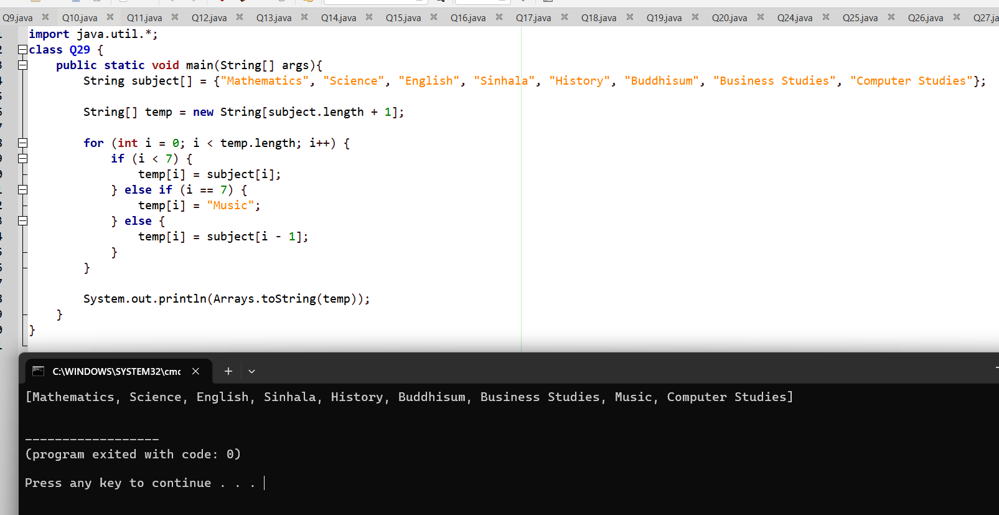 Q9.java Q10.java Q11.java Q12.java Q13.java Q14.java Q15.java Q16.java Q17.java Q18.java Q19.java Q20.java Q24.java Q25.java Q26.java Q27.ja
import java.util.*;
class Q29 {
    public static void main(String[] args){
        String subject[] = {"Mathematics", "Science", "English", "Sinhala", "History", "Buddhisum", "Business Studies", "Computer Studies"};
        String[] temp = new String[subject.length + 1];
        for (int i = 0; i < temp.length; i++) {
            if (i < 7) {
                temp[i] = subject[i];
            } else if (i == 7) {
                temp[i] = "Music";
            } else {
                temp[i] = subject[i - 1];
            }
        }
        System.out.println(Arrays.toString(temp));
    }
}
C:\WINDOWS\SYSTEM32\cmc
[Mathematics, Science, English, Sinhala, History, Buddhisum, Business Studies, Music, Computer Studies]
------------------
(program exited with code: 0)
Press any key to continue . . .